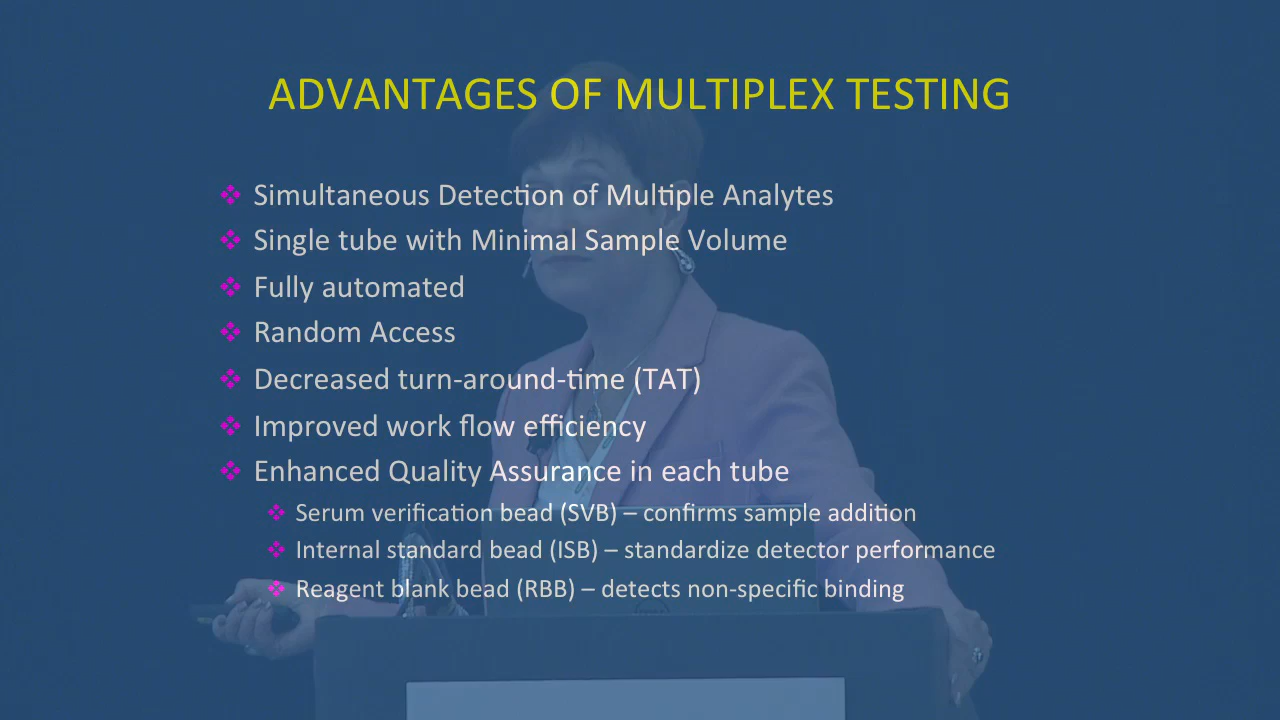 ADVANTAGES OF MULTIPLEX TESTING
Simultaneous Detection of Multiple Analytes
Single tube with Minimal Sample Volume
Fully automated
Random Access
Decreased turn-around-time (TAT)
Improved work flow efficiency
Enhanced Quality Assurance in each tube
Serum verification bead (SVB) – confirms sample addition
Internal standard bead (ISB) – standardize detector performance
Reagent blank bead (RBB) – detects non-specific binding